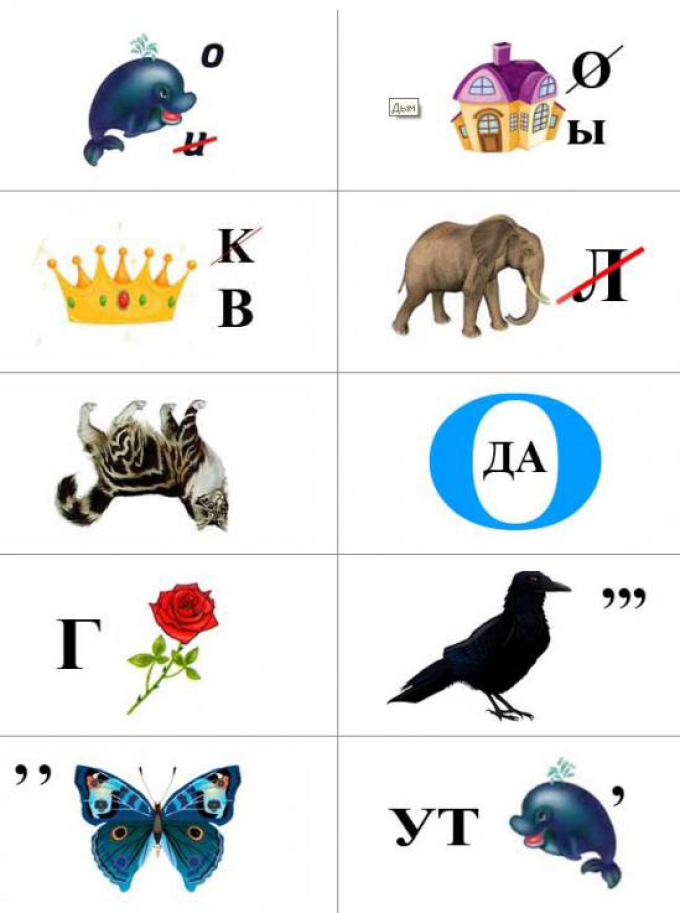 о
и
О
Дым
ы
К
В
Л
ДА
Г
,,,
,,
УТ
,